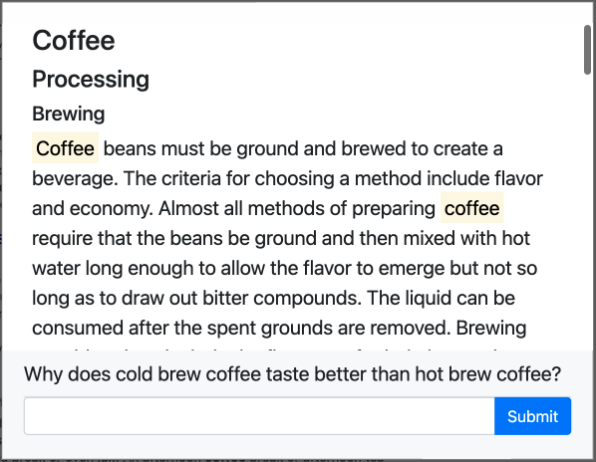 Coffee
Processing
Brewing
Coffee beans must be ground and brewed to create a
beverage. The criteria for choosing a method include flavor
and economy. Almost all methods of preparing coffee
require that the beans be ground and then mixed with hot
water long enough to allow the flavor to emerge but not so
long as to draw out bitter compounds. The liquid can be
consumed after the spent grounds are removed. Brewing
Why does cold brew coffee taste better than hot brew coffee?
Submit